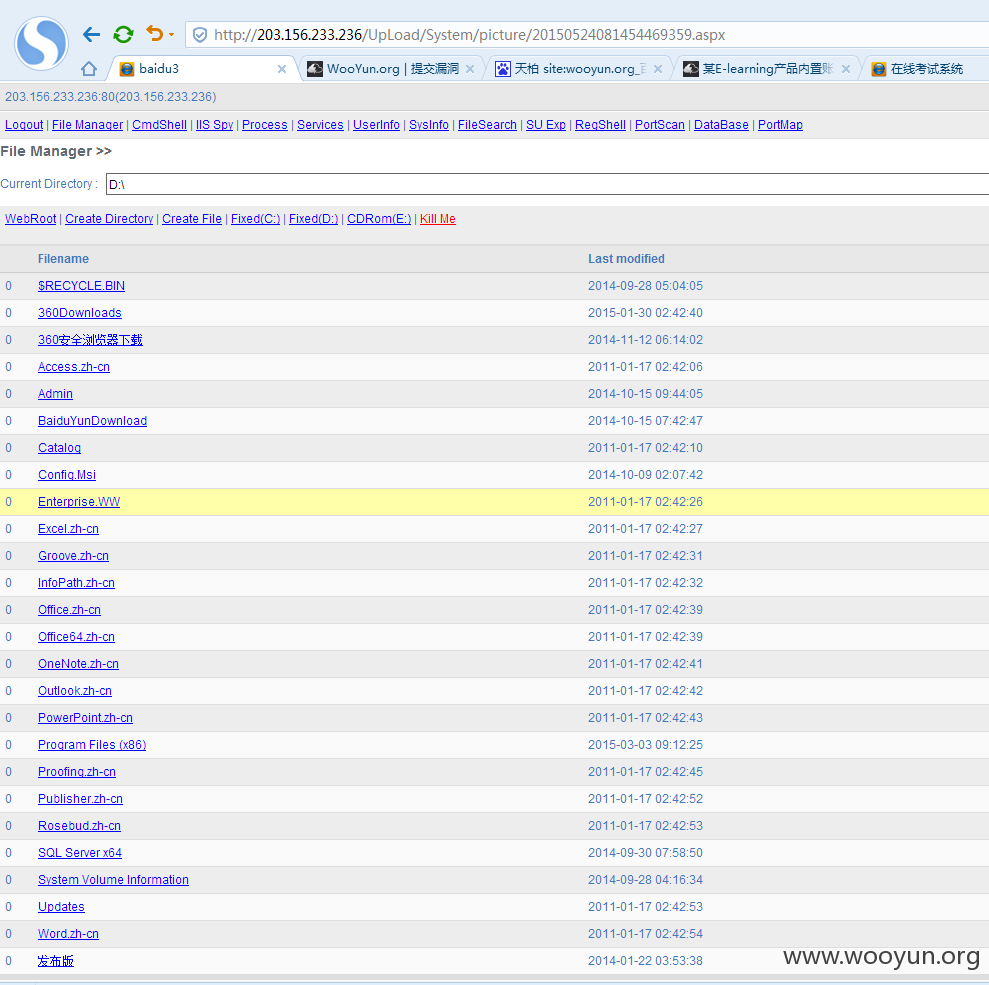 http://203.156.233.236/UpLoad/System/picture/20150524081454469359.aspx
baidu3 WooYun.org | 提交漏洞 天柏 site:wooyun.org_ 某E-learning产品内置账 在线考试系统
203.156.233.236:80(203.156.233.236)
Logout | File Manager | CmdShell | IIS Spy | Process | Services | UserInfo | SysInfo | FileSearch | SU Exp | RegShell | PortScan | DataBase | PortMap
File Manager >>
Current Directory : D:\
WebRoot | Create Directory | Create File | Fixed(C:) | Fixed(D:) | CDRom(E:) | Kill Me
Filename Last modified
0 $RECYCLE.BIN 2014-09-28 05:04:05
0 360Downloads 2015-01-30 02:42:40
0 360安全浏览器下载 2014-11-12 06:14:02
0 Access.zh-cn 2011-01-17 02:42:06
0 Admin 2014-10-15 09:44:05
0 BaiduYunDownload 2014-10-15 07:42:47
0 Catalog 2011-01-17 02:42:10
0 Config.Msi 2014-10-09 02:07:42
0 Enterprise.WW 2011-01-17 02:42:26
0 Excel.zh-cn 2011-01-17 02:42:27
0 Groove.zh-cn 2011-01-17 02:42:31
0 InfoPath.zh-cn 2011-01-17 02:42:32
0 Office.zh-cn 2011-01-17 02:42:39
0 Office64.zh-cn 2011-01-17 02:42:39
0 OneNote.zh-cn 2011-01-17 02:42:41
0 Outlook.zh-cn 2011-01-17 02:42:42
0 PowerPoint.zh-cn 2011-01-17 02:42:43
0 Program Files (x86) 2015-03-03 09:12:25
0 Proofing.zh-cn 2011-01-17 02:42:45
0 Publisher.zh-cn 2011-01-17 02:42:52
0 Rosebud.zh-cn 2011-01-17 02:42:53
0 SQL Server x64 2014-09-30 07:58:50
0 System Volume Information 2014-09-28 04:16:34
0 Updates 2011-01-17 02:42:53
0 Word.zh-cn 2011-01-17 02:42:54
0 发布版 2014-01-22 03:53:38
www.wooyun.org